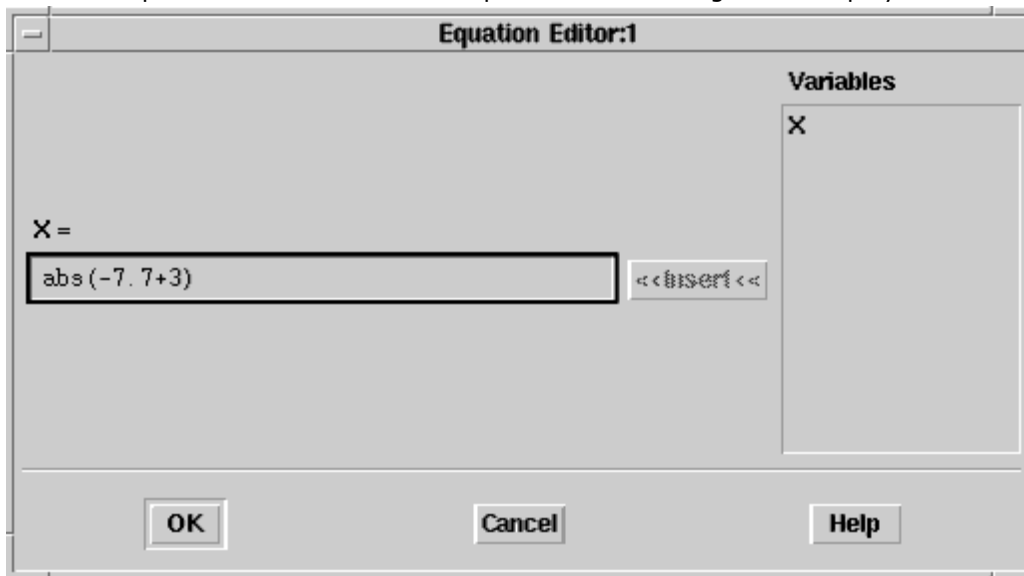 Equation Editor:1
Variables
X
X =
abs(-7.7+3)
<<Insert<<
OK
Cancel
Help